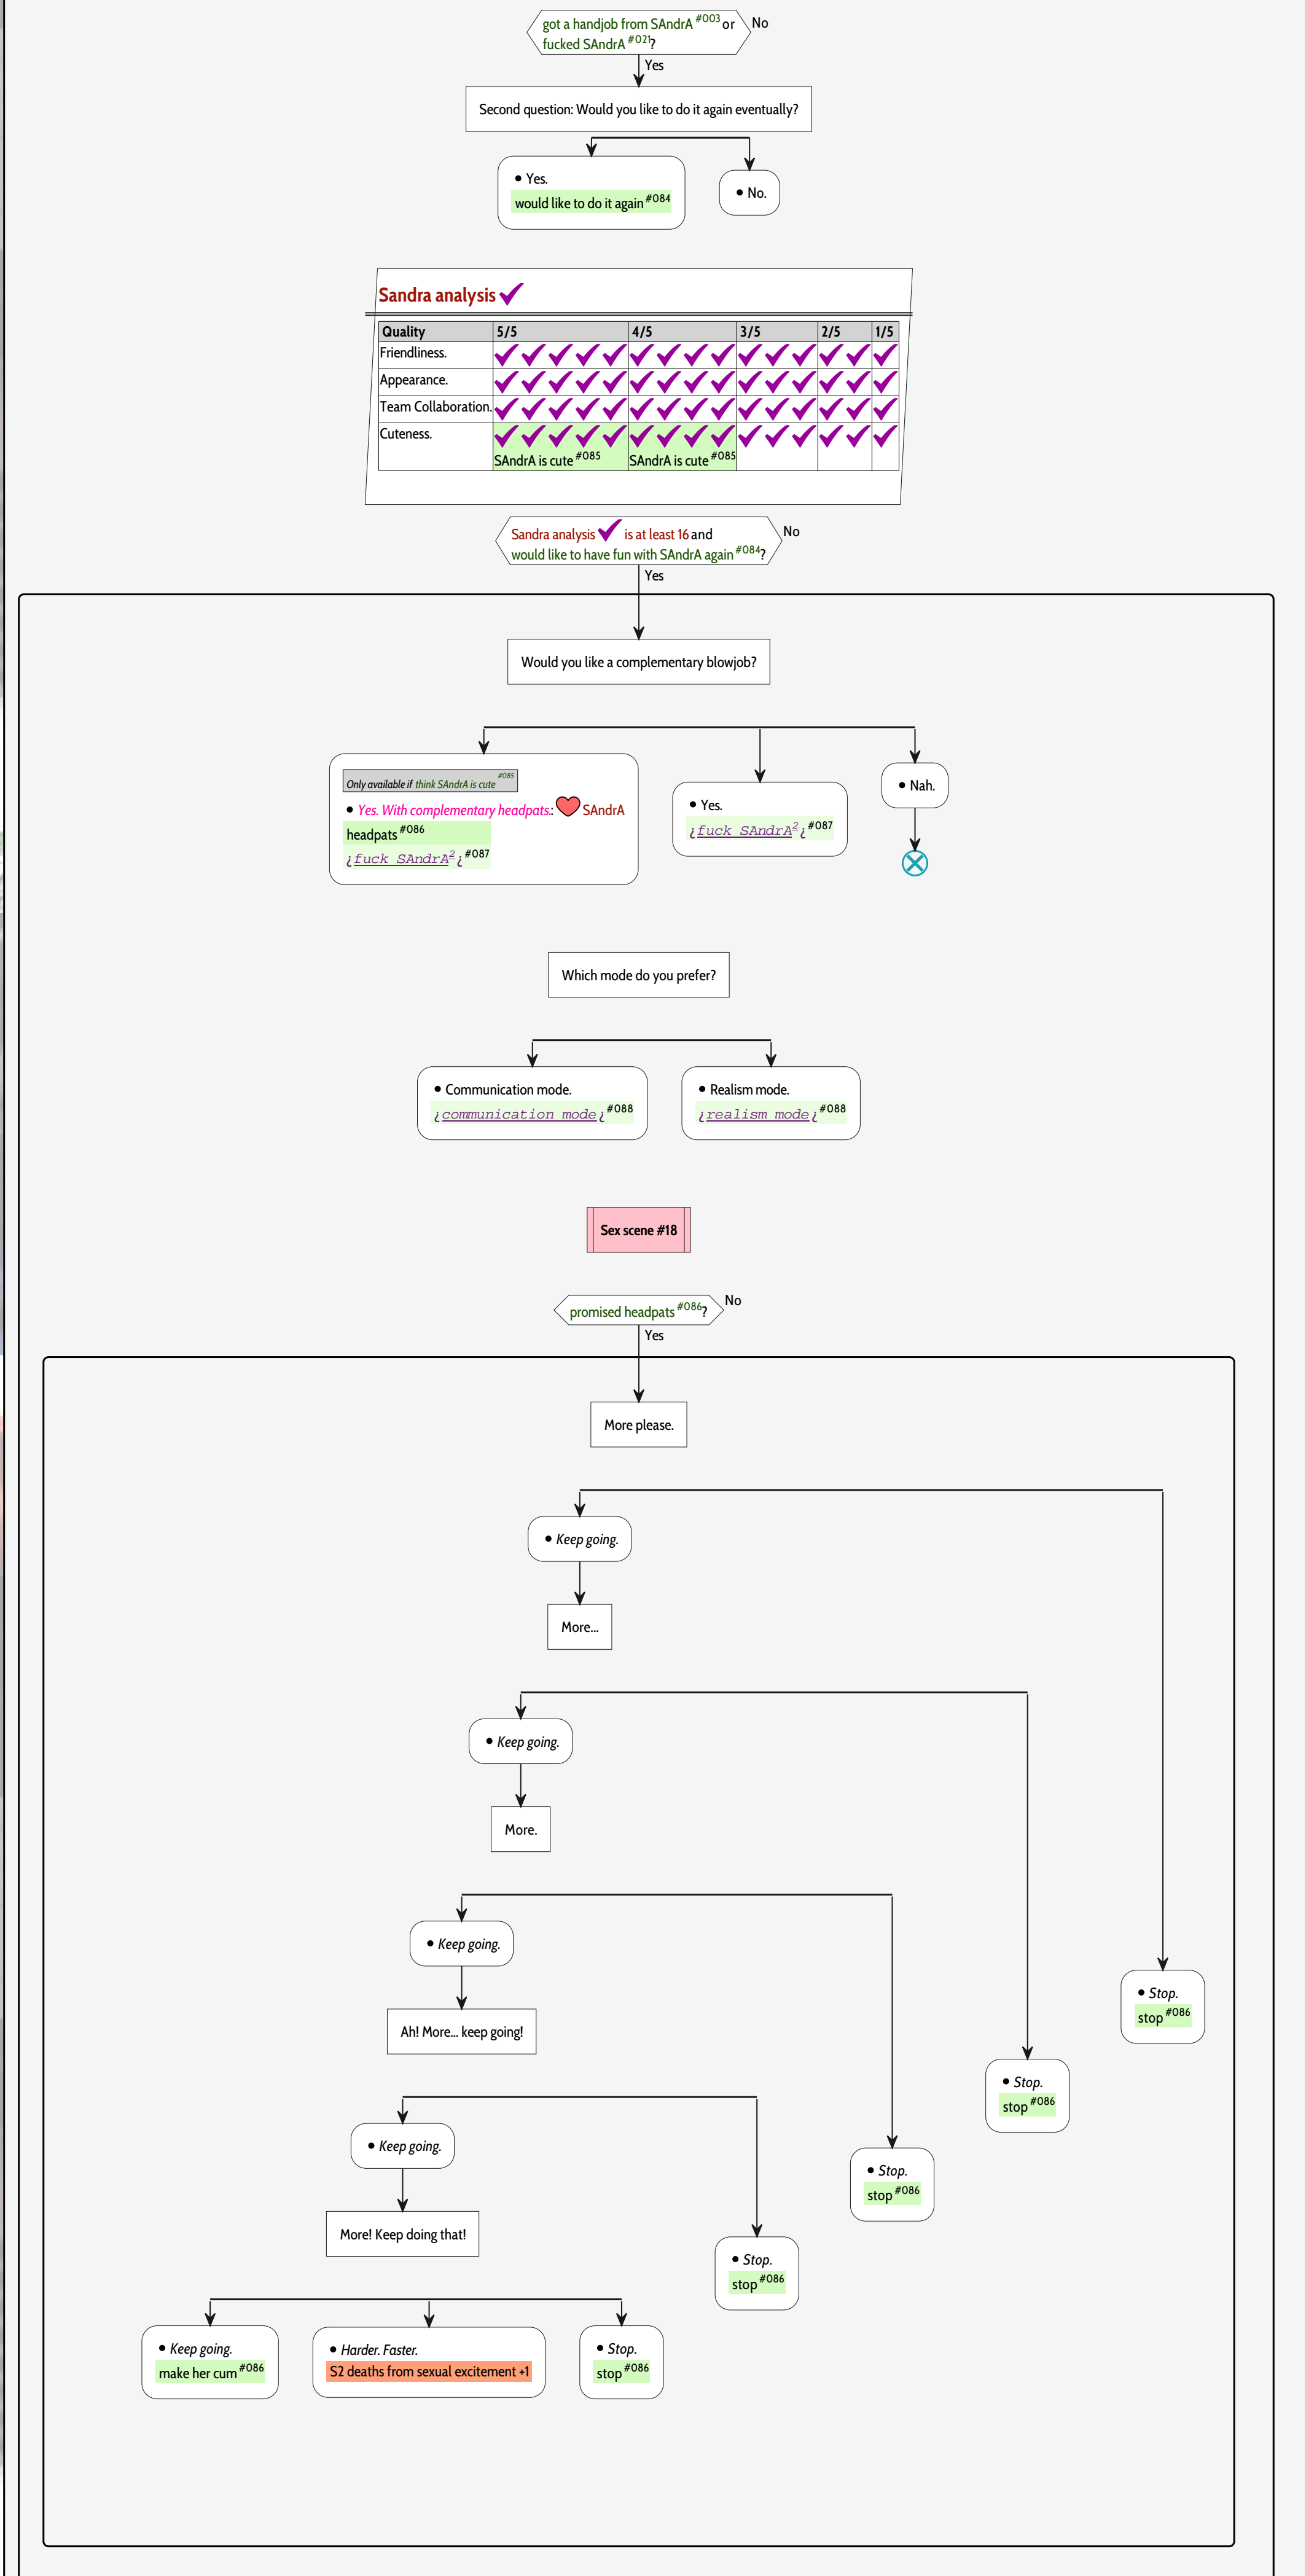 got a handjob from SAndrA #003 or
fucked SAndrA #021?
No
Yes
Second question: Would you like to do it again eventually?
• Yes.
would like to do it again #084
• No.
Sandra analysis ✓
Quality 5/5 4/5 3/5 2/5 1/5
Friendliness. ✓✓✓✓✓ ✓✓✓✓ ✓✓✓ ✓✓ ✓
Appearance. ✓✓✓✓✓ ✓✓✓✓ ✓✓✓ ✓✓ ✓
Team Collaboration. ✓✓✓✓✓ ✓✓✓✓ ✓✓✓ ✓✓ ✓
Cuteness. ✓✓✓✓✓ ✓✓✓✓ ✓✓✓ ✓✓ ✓
SAndrA is cute #085 SAndrA is cute #085
Sandra analysis ✓ is at least 16 and
would like to have fun with SAndrA again #084?
No
Yes
Would you like a complementary blowjob?
Only available if think SAndrA is cute #085
• Yes. With complementary headpats.: ❤ SAndrA
headpats #086
¿fuck SAndrA2¿ #087
• Yes.
¿fuck SAndrA2¿ #087
• Nah.
Which mode do you prefer?
• Communication mode.
¿communication mode¿ #088
• Realism mode.
¿realism mode¿ #088
Sex scene #18
promised headpats #086?
No
Yes
More please.
• Keep going.
More...
• Keep going.
More.
• Keep going.
Ah! More... keep going!
• Stop.
stop #086
• Stop.
stop #086
• Keep going.
• Stop.
stop #086
More! Keep doing that!
• Stop.
stop #086
• Keep going.
make her cum #086
• Harder. Faster.
S2 deaths from sexual excitement +1
• Stop.
stop #086